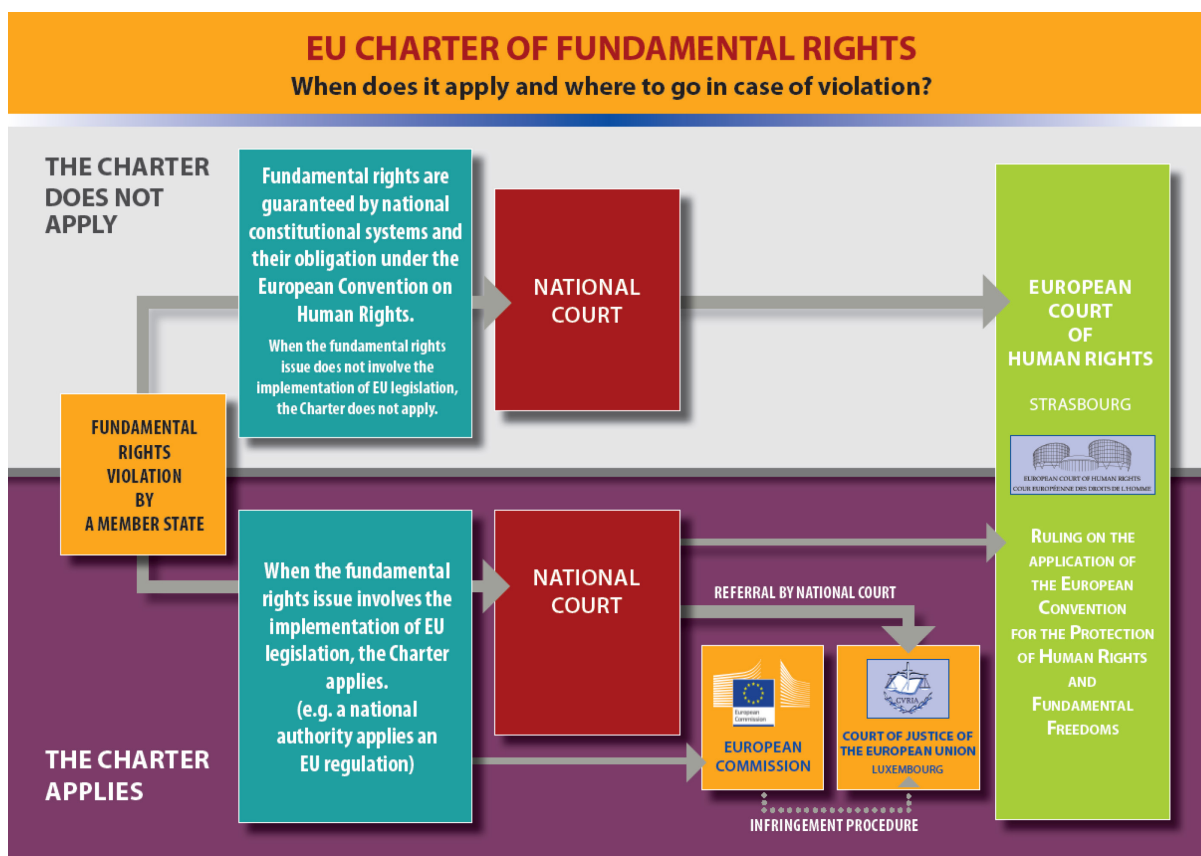 EU CHARTER OF FUNDAMENTAL RIGHTS
When does it apply and where to go in case of violation?
THE CHARTER
DOES NOT
APPLY
Fundamental rights are
guaranteed by national
constitutional systems and
their obligation under the
European Convention on
Human Rights.
When the fundamental rights
issue does not involve the
implementation of EU legislation,
the Charter does not apply.
NATIONAL
COURT
EUROPEAN
COURT
OF
HUMAN RIGHTS
STRASBOURG
EUROPEAN COURT OF HUMAN RIGHTS
COUR EUROPÉENNE DES DROITS DE L'HOMME
RULING ON THE
APPLICATION OF
THE EUROPEAN
CONVENTION
FOR THE PROTECTION
OF HUMAN RIGHTS
AND
FUNDAMENTAL
FREEDOMS
FUNDAMENTAL
RIGHTS
VIOLATION
BY
A MEMBER STATE
When the fundamental
rights issue involves the
implementation of EU
legislation, the Charter
applies.
(e.g. a national
authority applies an
EU regulation)
NATIONAL
COURT
REFERRAL BY NATIONAL COURT
European
Commission
EUROPEAN
COMMISSION
CVRIA
COURT OF JUSTICE OF
THE EUROPEAN UNION
LUXEMBOURG
INFRINGEMENT PROCEDURE
THE CHARTER
APPLIES